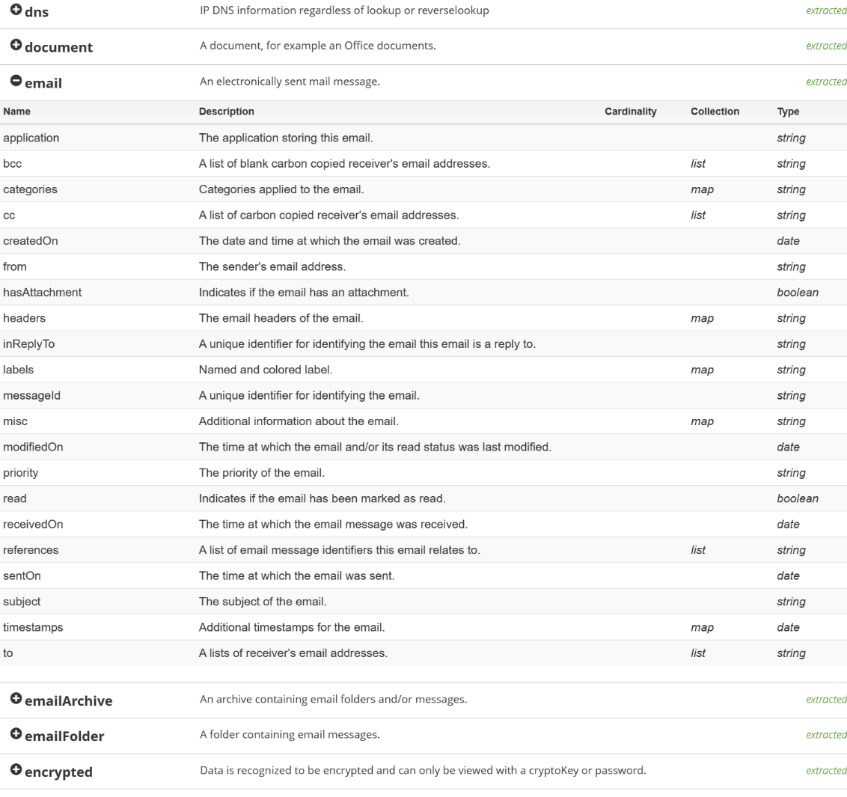 dns IP DNS information regardless of lookup or reverselookup extracted
document A document, for example an Office documents. extracted
email An electronically sent mail message. extracted
Name Description Cardinality Collection Type
application The application storing this email. string
bcc A list of blank carbon copied receiver's email addresses. list string
categories Categories applied to the email. map string
cc A list of carbon copied receiver's email addresses. list string
createdOn The date and time at which the email was created. date
from The sender's email address. string
hasAttachment Indicates if the email has an attachment. boolean
headers The email headers of the email. map string
inReplyTo A unique identifier for identifying the email this email is a reply to. string
labels Named and colored label. map string
messageId A unique identifier for identifying the email. string
misc Additional information about the email. map string
modifiedOn The time at which the email and/or its read status was last modified. date
priority The priority of the email. string
read Indicates if the email has been marked as read. boolean
receivedOn The time at which the email message was received. date
references A list of email message identifiers this email relates to. list string
sentOn The time at which the email was sent. date
subject The subject of the email. string
timestamps Additional timestamps for the email. map date
to A lists of receiver's email addresses. list string
emailArchive An archive containing email folders and/or messages. extracted
emailFolder A folder containing email messages. extracted
encrypted Data is recognized to be encrypted and can only be viewed with a cryptoKey or password. extracted